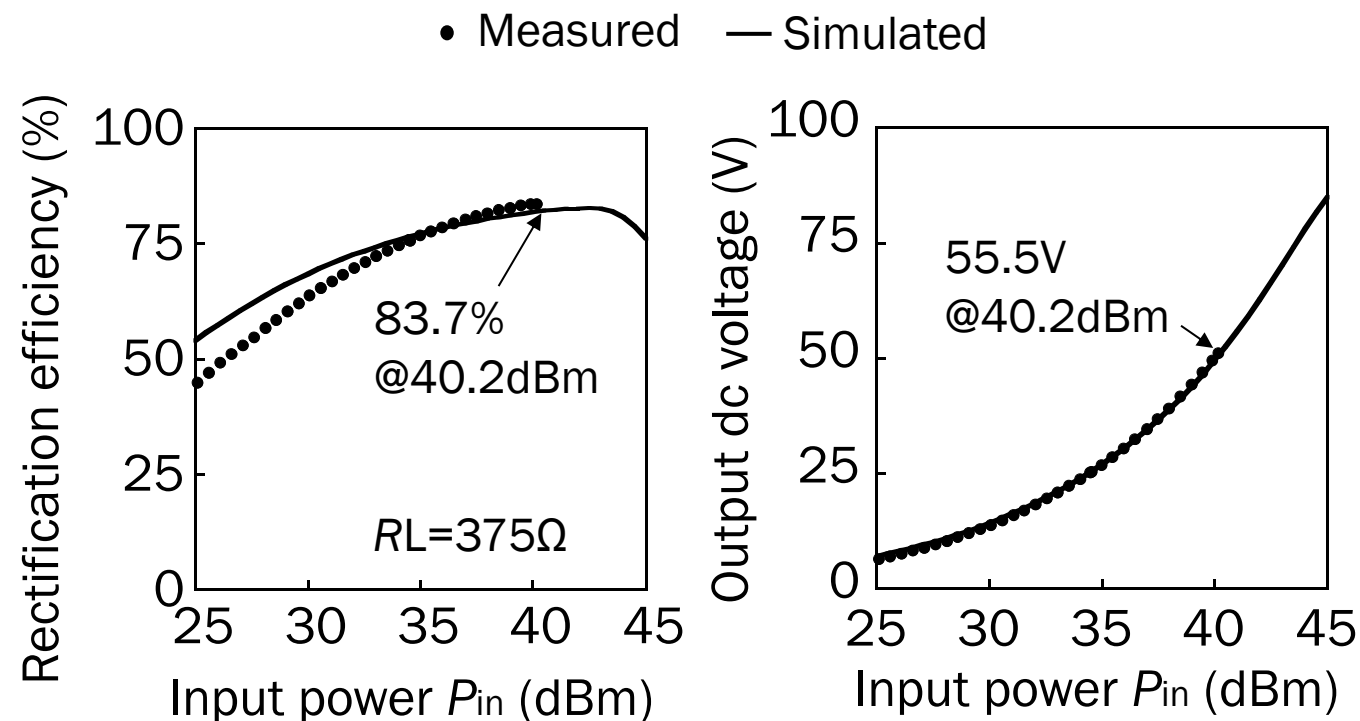 Measured
Simulated
Rectification efficiency (%)
100
75
50
25
0
83.7%
@40.2dBm
RL=375Ω
25 30 35 40 45
Input power Pin (dBm)
Output dc voltage (V)
100
75
50
25
0
55.5V
@40.2dBm
25 30 35 40 45
Input power Pin (dBm)